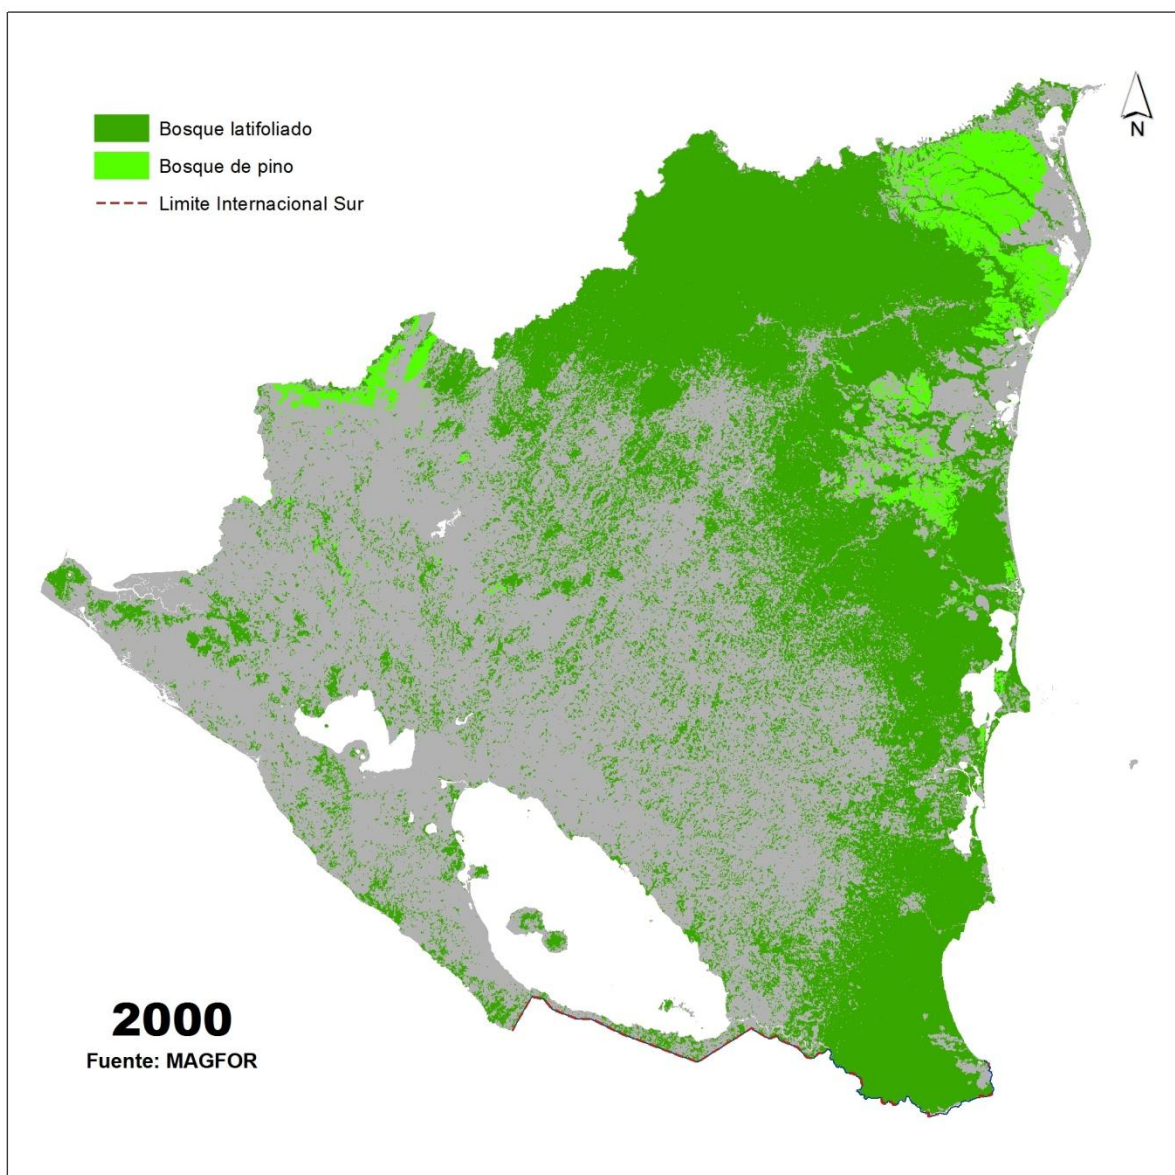 Bosque latifoliado
Bosque de pino
Limite Internacional Sur
N
2000
Fuente: MAGFOR